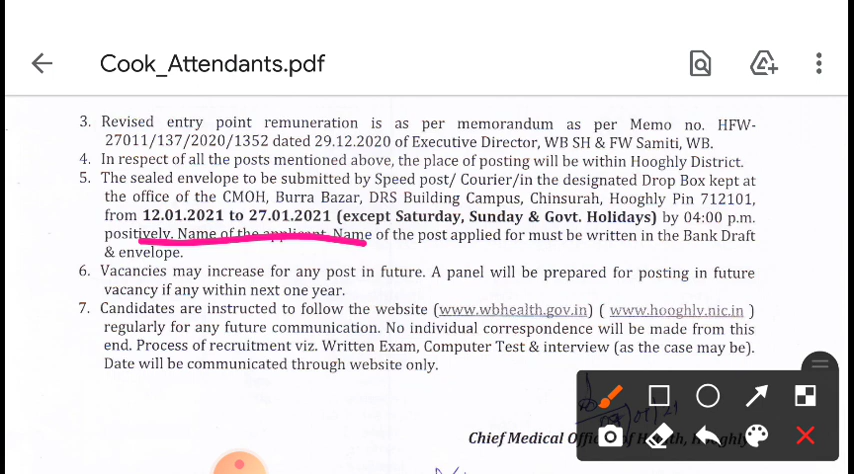 Cook_Attendants.pdf
3. Revised entry point remuneration is as per memorandum as per Memo no. HFW-
27011/137/2020/1352 dated 29.12.2020 of Executive Director, WB SH & FW Samiti, WB.
4. In respect of all the posts mentioned above, the place of posting will be within Hooghly District.
5. The sealed envelope to be submitted by Speed post/ Courier/in the designated Drop Box kept at
the office of the CMOH, Burra Bazar, DRS Building Campus, Chinsurah, Hooghly Pin 712101,
from 12.01.2021 to 27.01.2021 (except Saturday, Sunday & Govt. Holidays) by 04:00 p.m.
positively. Name of the applicant, Name of the post applied for must be written in the Bank Draft
& envelope.
6. Vacancies may increase for any post in future. A panel will be prepared for posting in future
vacancy if any within next one year.
7. Candidates are instructed to follow the website (www.wbhealth.gov.in) ( www.hooghly.nic.in )
regularly for any future communication. No individual correspondence will be made from this
end. Process of recruitment viz. Written Exam, Computer Test & interview (as the case may be).
Date will be communicated through website only.
Chief Medical Officer of Health, Hooghly